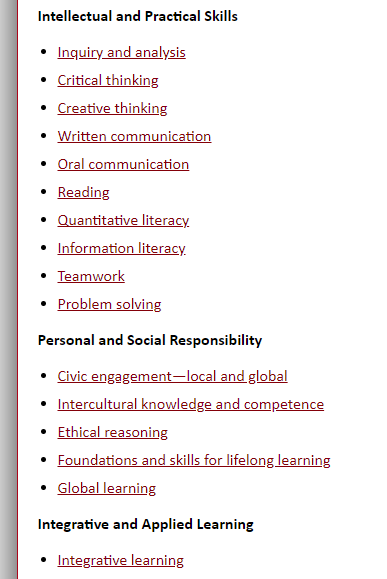 Intellectual and Practical Skills
Inquiry and analysis
Critical thinking
Creative thinking
Written communication
Oral communication
Reading
Quantitative literacy
Information literacy
Teamwork
Problem solving
Personal and Social Responsibility
Civic engagement—local and global
Intercultural knowledge and competence
Ethical reasoning
Foundations and skills for lifelong learning
Global learning
Integrative and Applied Learning
Integrative learning